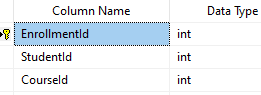 Column Name Data Type
EnrollmentId int
StudentId int
CourseId int